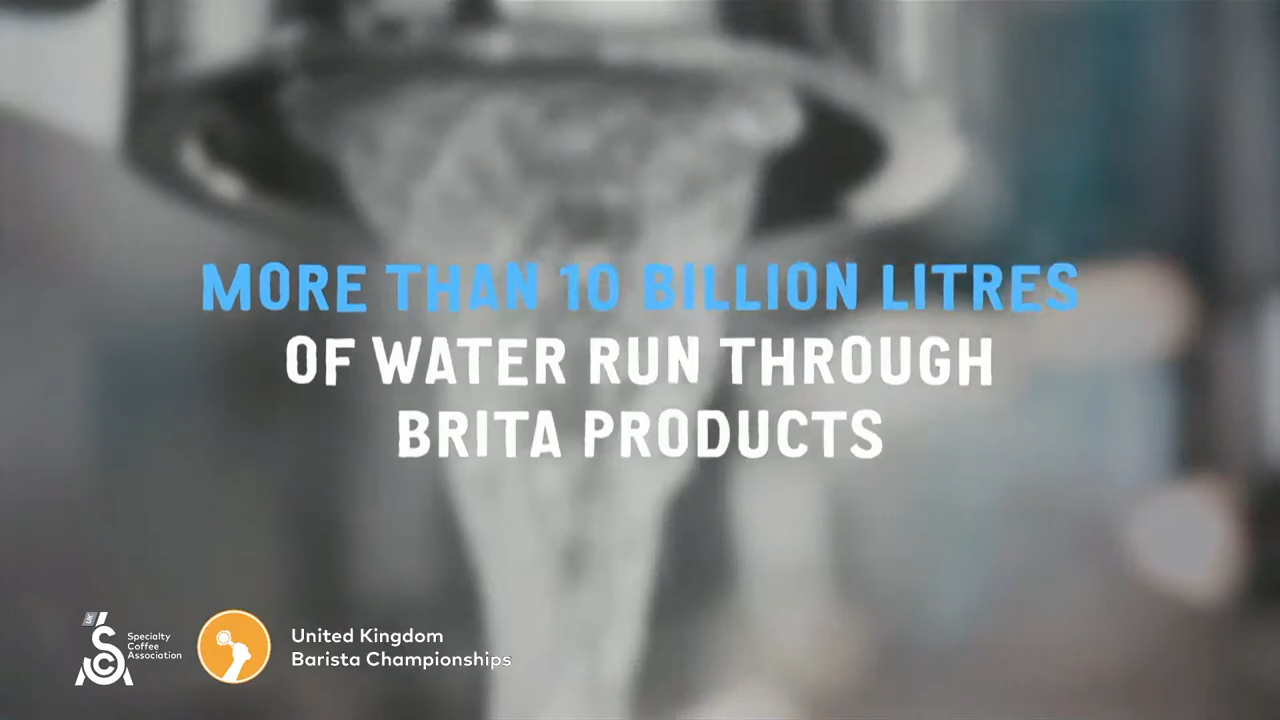 MORE THAN 10 BILLION LITRES
OF WATER RUN THROUGH
BRITA PRODUCTS
UK
Specialty
Coffee
Association
United Kingdom
Barista Championships